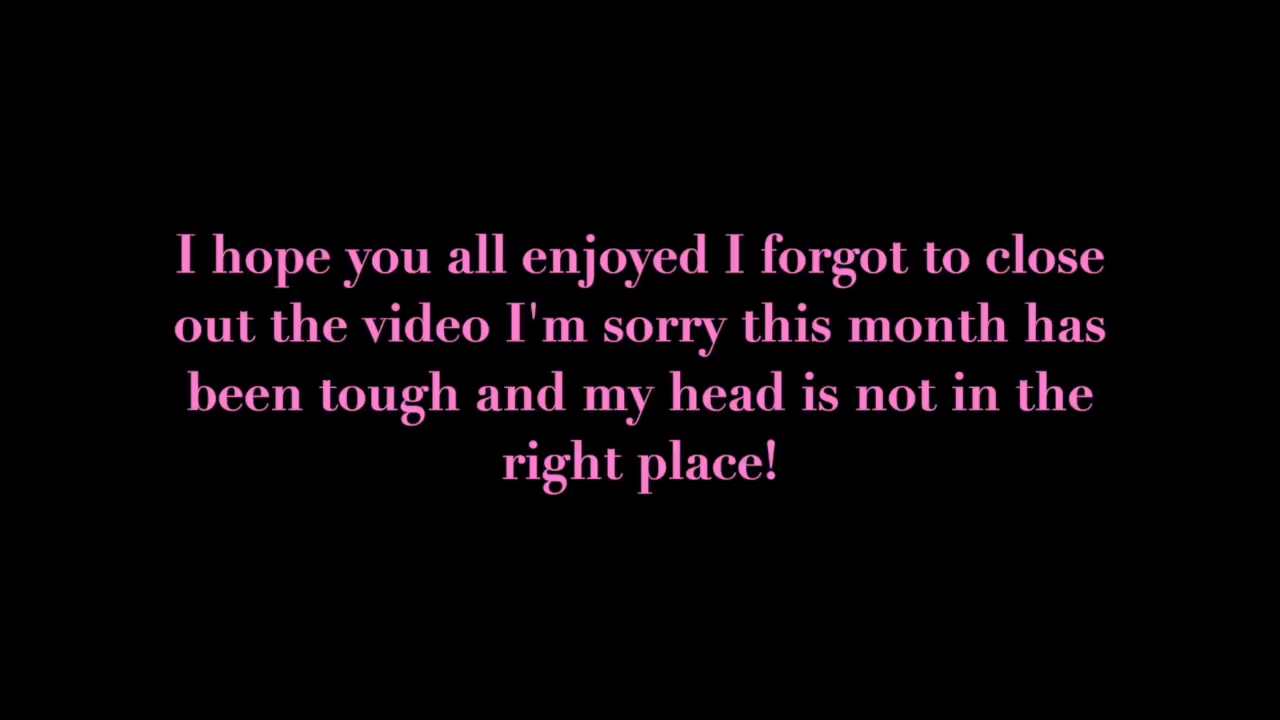 I hope you all enjoyed I forgot to close
out the video I'm sorry this month has
been tough and my head is not in the
right place!